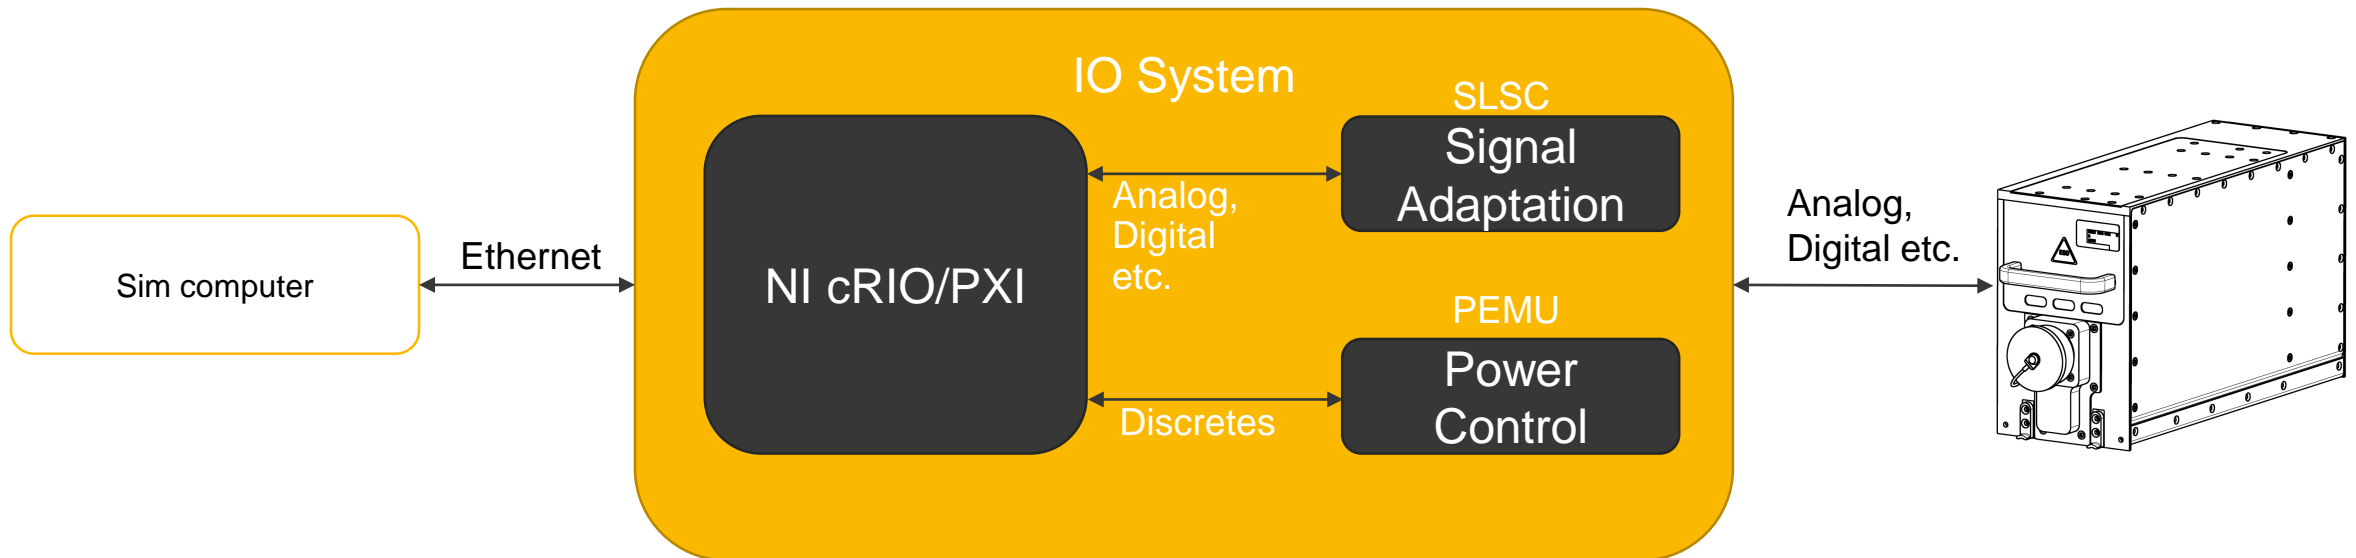 IO System
SLSC
Signal
Adaptation
Analog,
Digital
etc.
NI cRIO/PXI
Sim computer
Ethernet
PEMU
Power
Control
Discretes
Analog,
Digital etc.